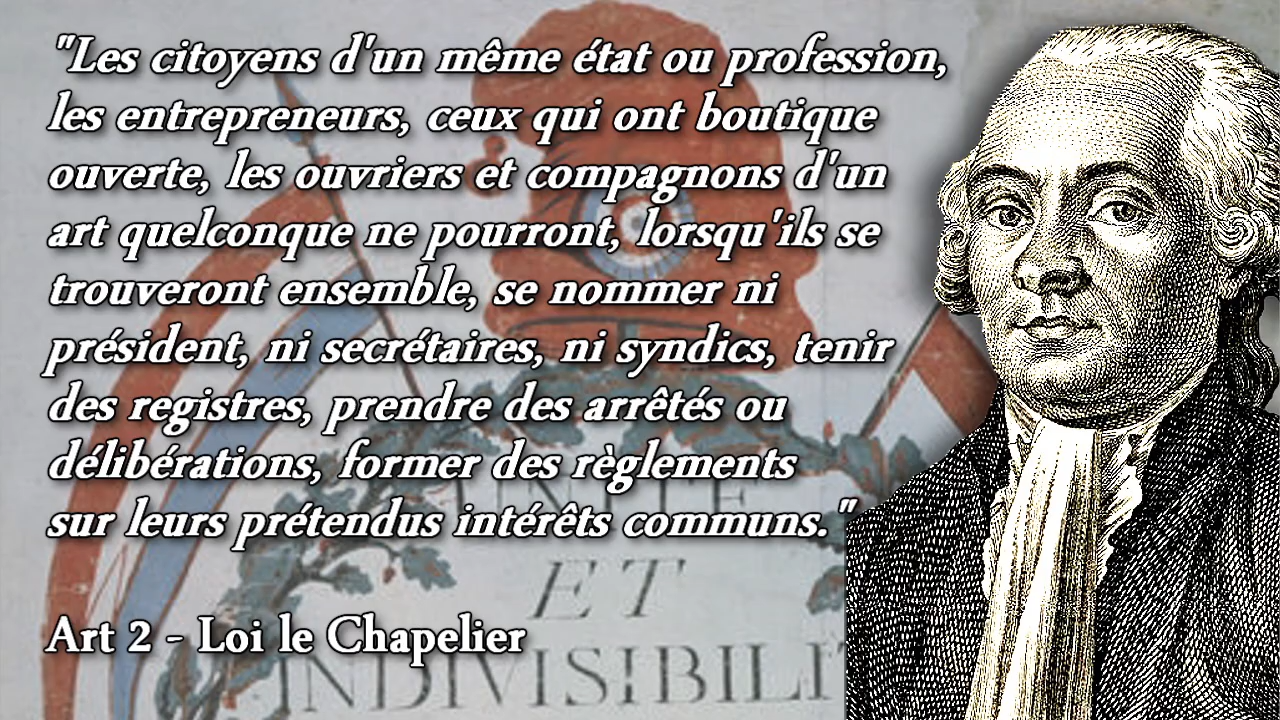 "Les citoyens d'un même état ou profession,
les entrepreneurs, ceux qui ont boutique
ouverte, les ouvriers et compagnons d'un
art quelconque ne pourront, lorsqu'ils se
trouveront ensemble, se nommer ni
président, ni secrétaires, ni syndics, tenir
des registres, prendre des arrêtés ou
délibérations, former des règlements
sur leurs prétendus intérêts communs."
UNITE
ET
Art 2 - Loi le Chapelier
INDIVISIBILIT